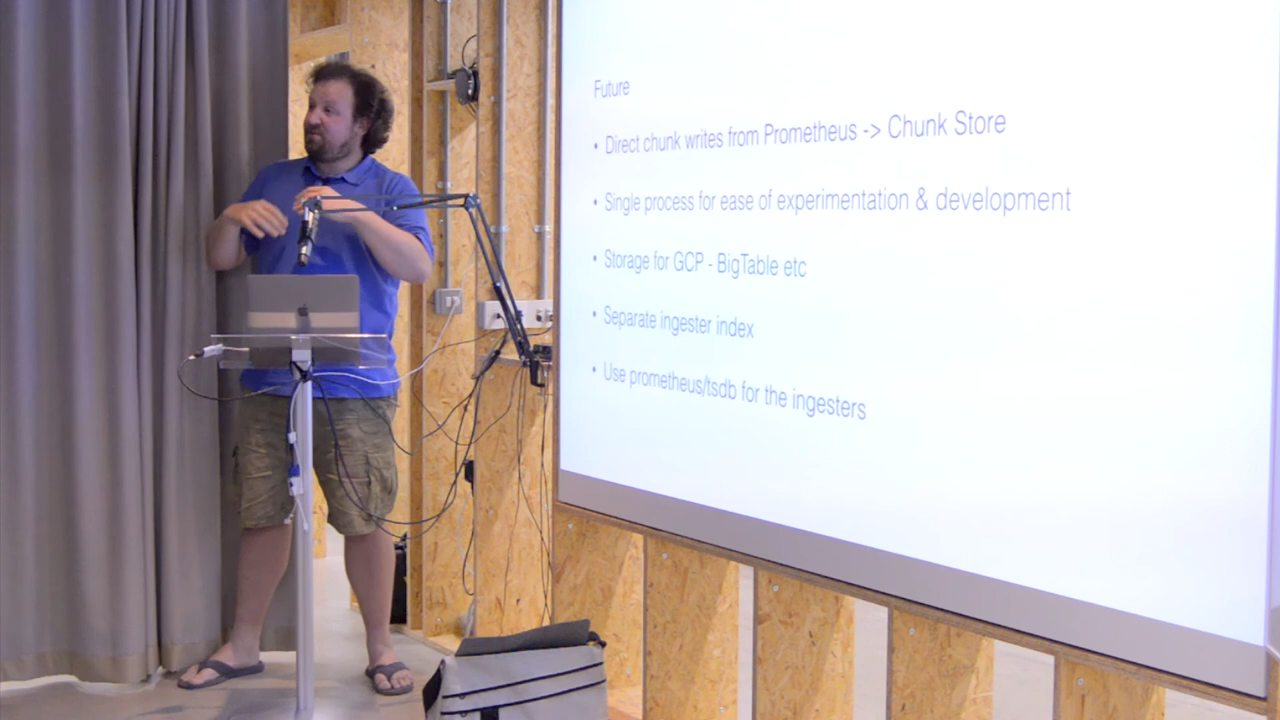 Future
• Direct chunk writes from Prometheus -> Chunk Store
• Single process for ease of experimentation & development
• Storage for GCP - BigTable etc
• Separate ingester index
• Use prometheus/tsdb for the ingesters